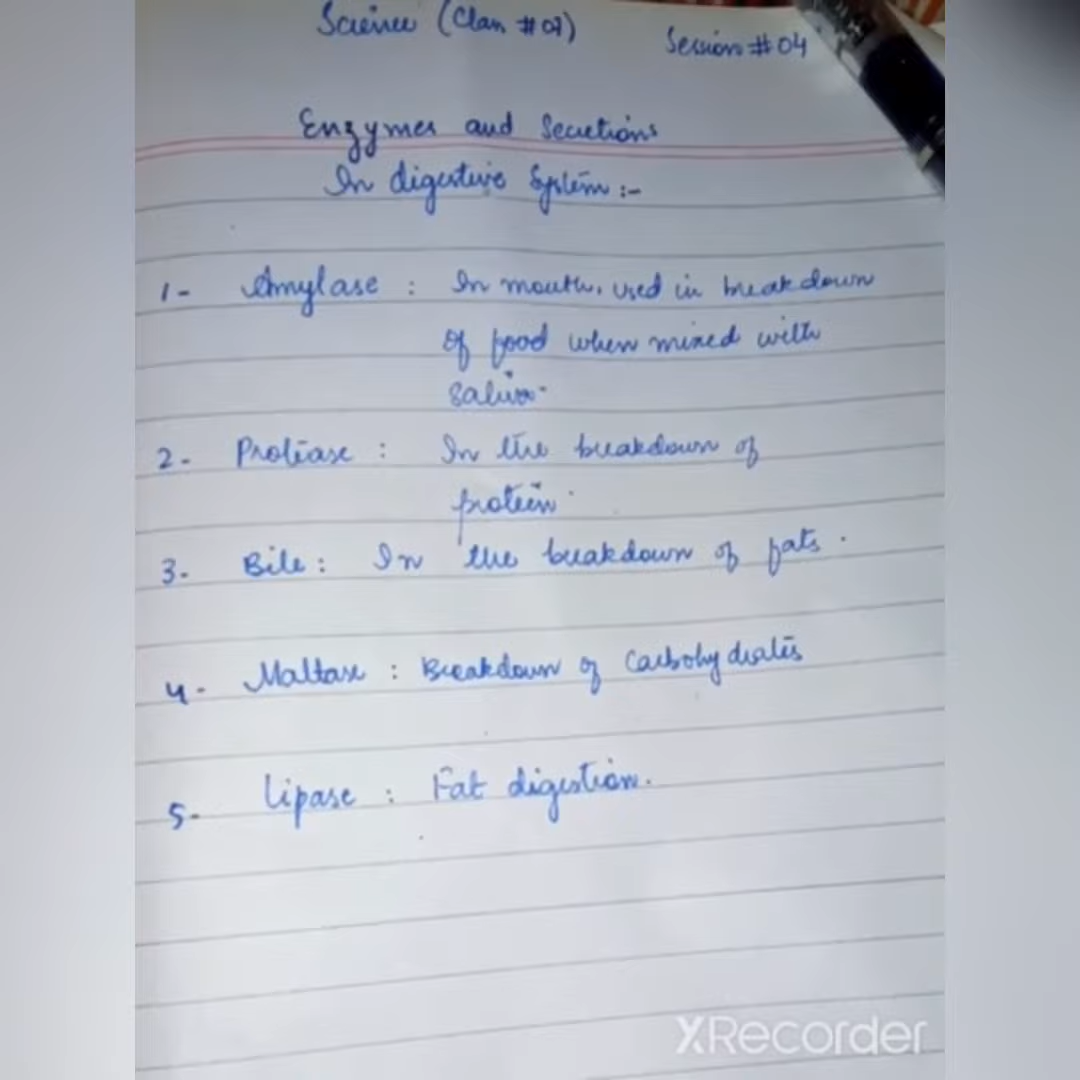 Science (Class #07)
Session # 04
Enzymes and Secretions
In digestive System :-
1- Amylase : In mouth, used in breakdown
of food when mixed with
saliva.
2- Protease : In the breakdown of
protein.
3- Bile : In the breakdown of fats.
4- Maltase : Breakdown of Carbohydrates
5- Lipase : Fat digestion.
XRecorder